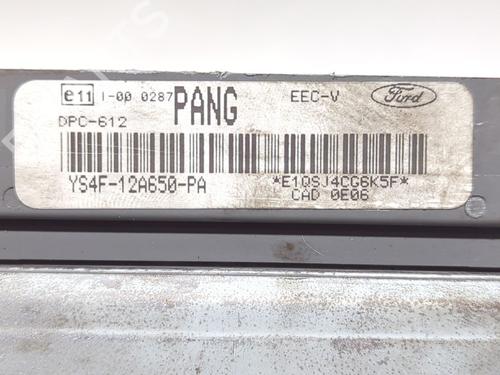 e11 I-00 0287 PANG EEC-V Ford
DPC-612
YS4F-12A650-PA *E1QSJ4CG6K5F*
CAD 0E06